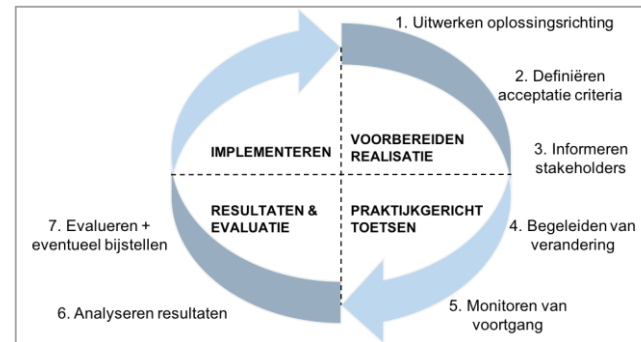 1. Uitwerken oplossingsrichting
2. Definiëren
acceptatie criteria
3. Informeren
stakeholders
4. Begeleiden van
verandering
5. Monitoren van
voortgang
6. Analyseren resultaten
7. Evalueren +
eventueel bijstellen
IMPLEMENTEREN
VOORBEREIDEN
REALISATIE
RESULTATEN &
EVALUATIE
PRAKTIJKGERICHT
TOETSEN